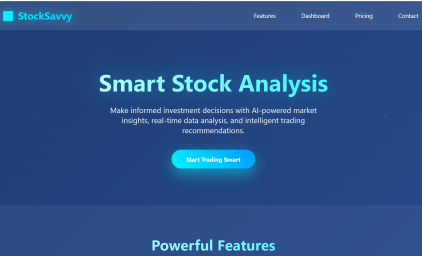 StockSavvy
Features Dashboard Pricing Contact
Smart Stock Analysis
Make informed investment decisions with AI-powered market
insights, real-time data analysis, and intelligent trading
recommendations.
Start Trading Smart
Powerful Features